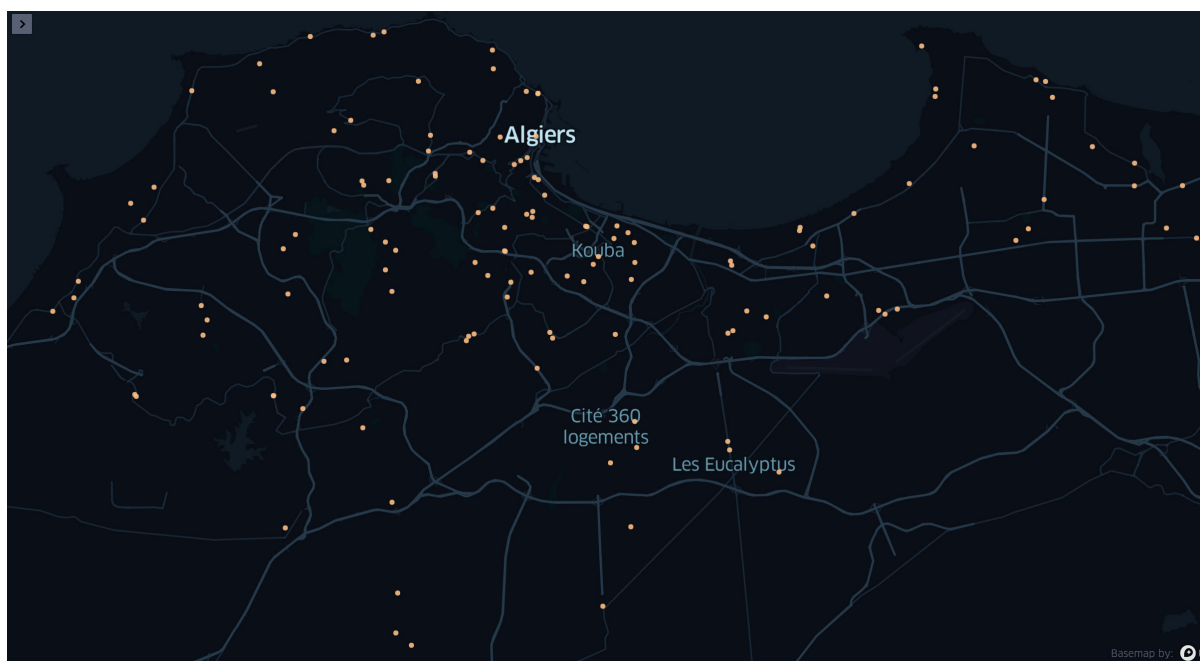 Algiers
Kouba
Cité 360
logements
Les Eucalyptus
Basemap by: